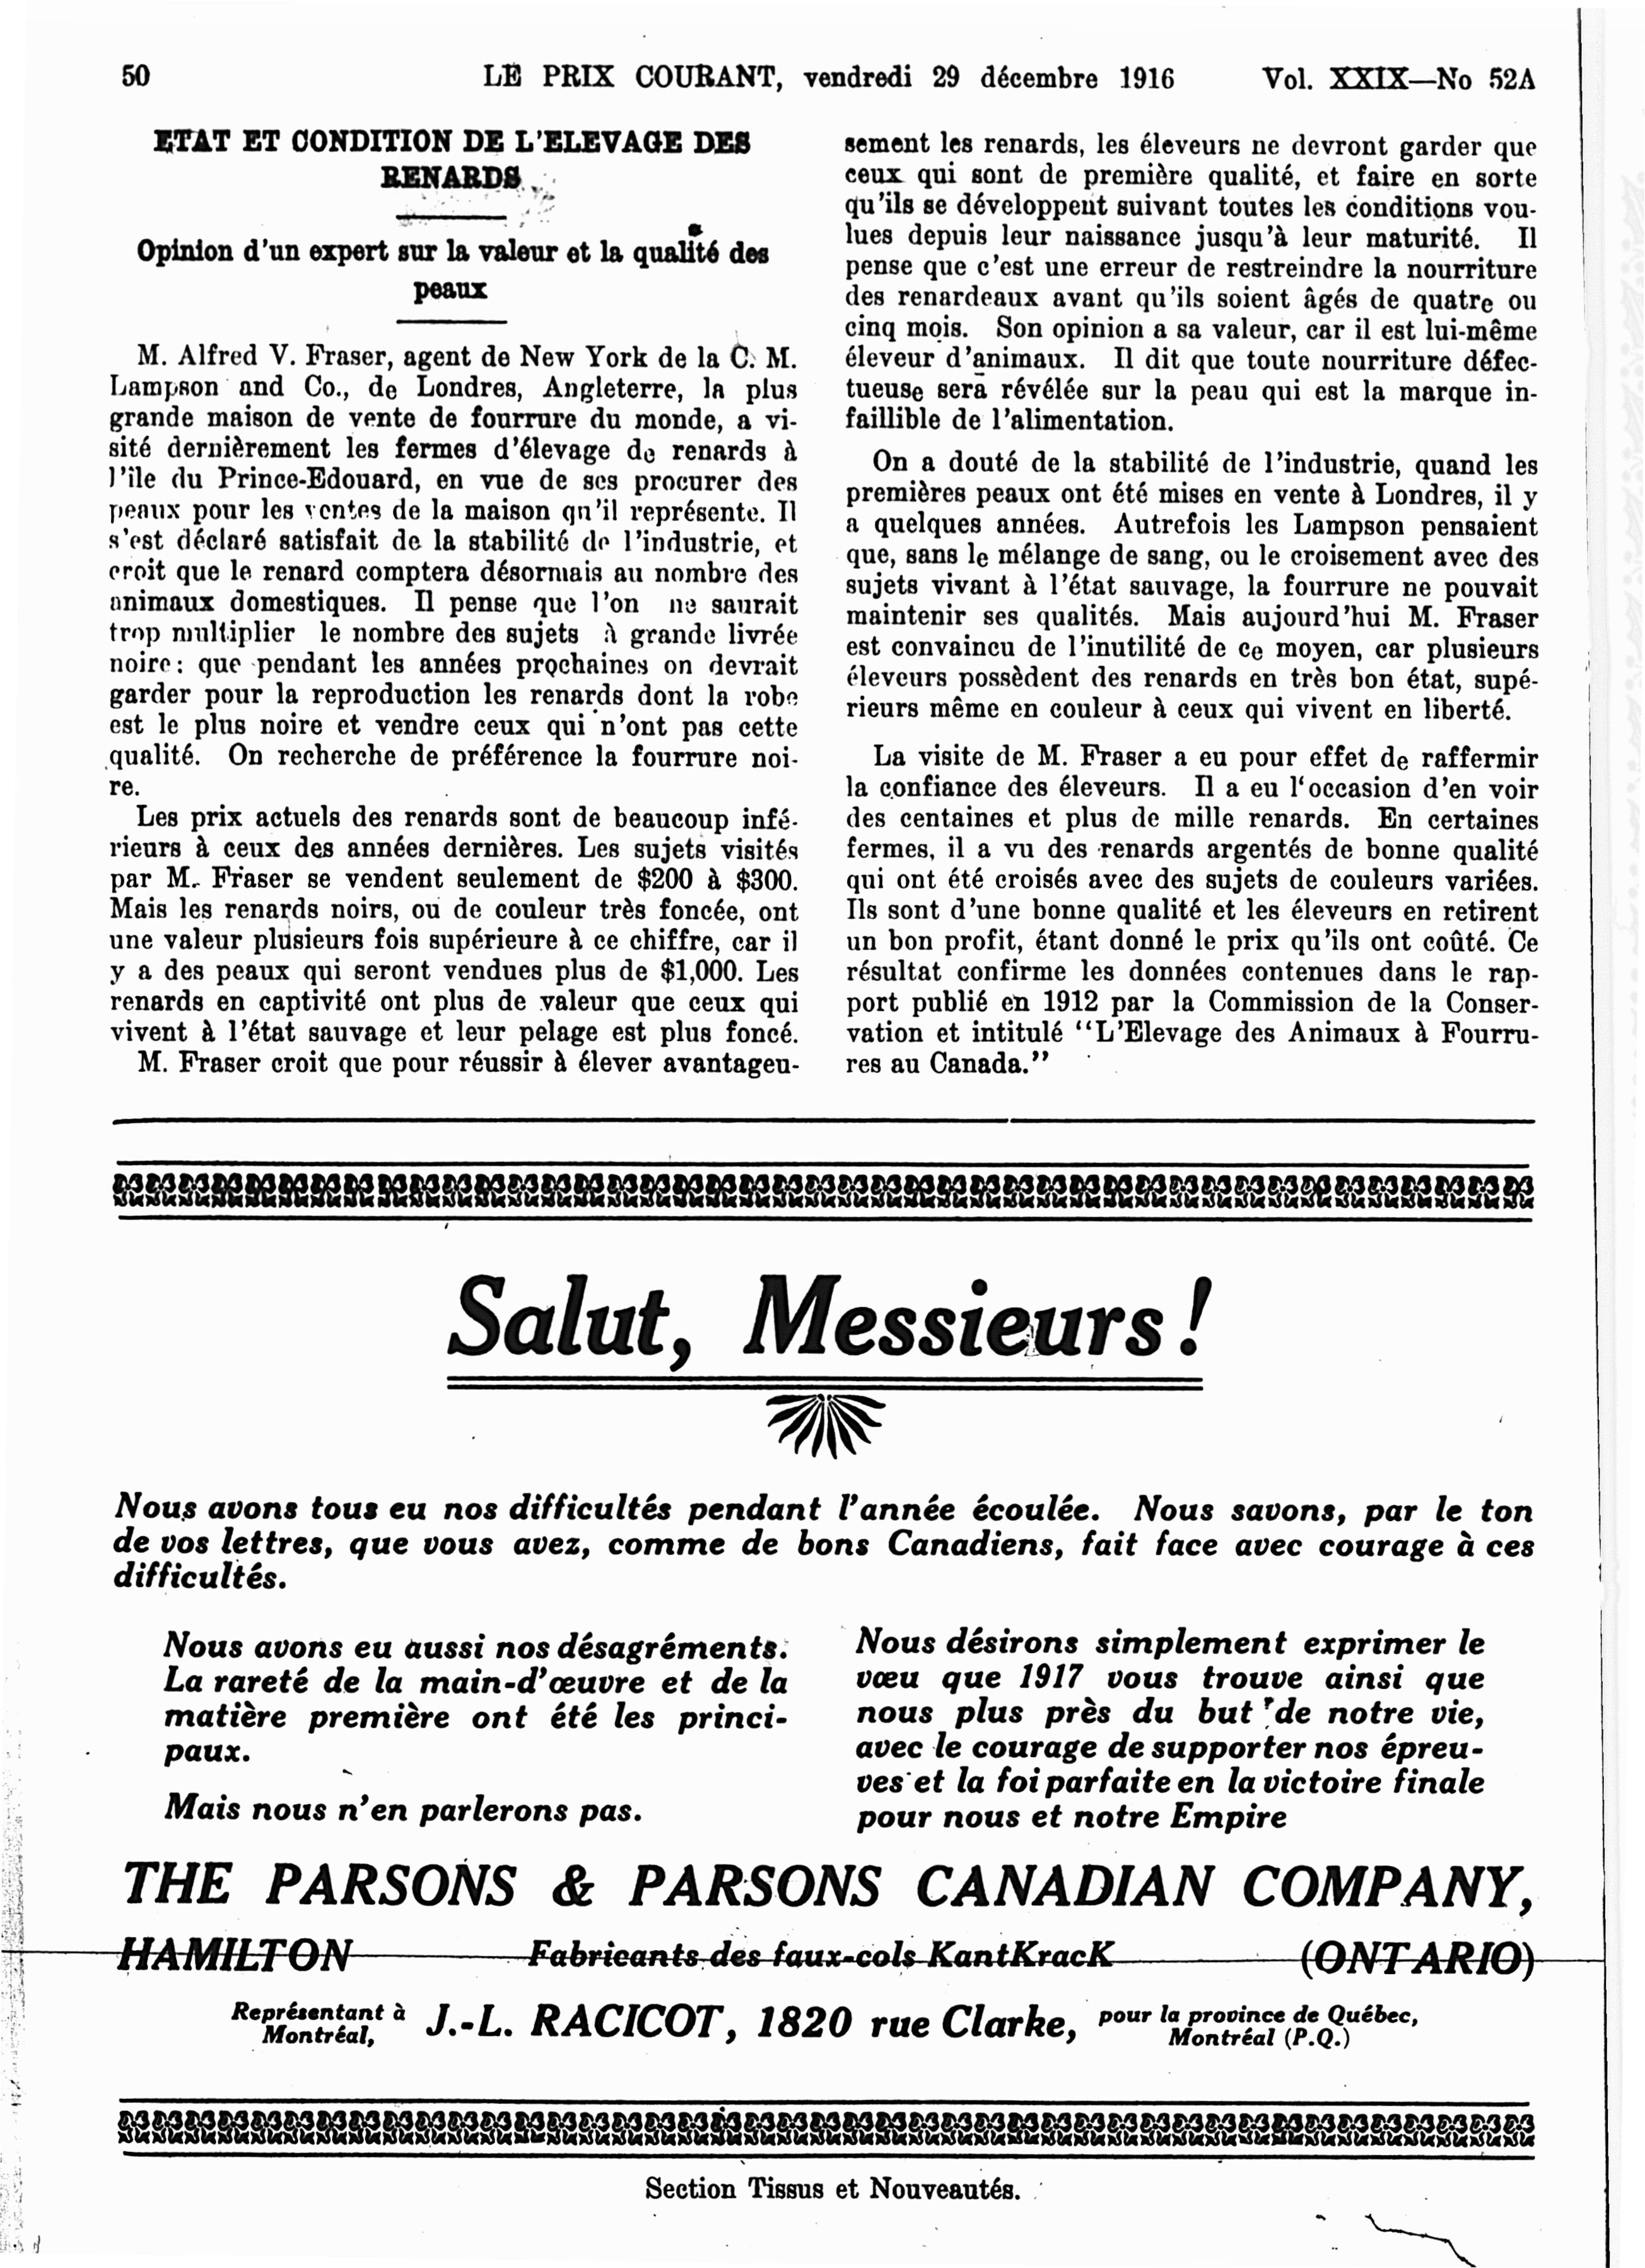 50 LE PRIX COURANT, vendredi 29 décembre 1916 Vol. XXIX—No 52A
ETAT ET CONDITION DE L'ELEVAGE DES
RENARDS
Opinion d'un expert sur la valeur et la qualité des
peaux
M. Alfred V. Fraser, agent de New York de la C. M.
Lampson and Co., de Londres, Angleterre, la plus
grande maison de vente de fourrure du monde, a vi-
sité dernièrement les fermes d'élevage de renards à
l'île du Prince-Edouard, en vue de ses procurer des
peaux pour les ventes de la maison qu'il représente. Il
s'est déclaré satisfait de la stabilité de l'industrie, et
croit que le renard comptera désormais au nombre des
animaux domestiques. Il pense que l'on ne saurait
trop multiplier le nombre des sujets à grande livrée
noire: que pendant les années prochaines on devrait
garder pour la reproduction les renards dont la robe
est le plus noire et vendre ceux qui n'ont pas cette
qualité. On recherche de préférence la fourrure noi-
re.
Les prix actuels des renards sont de beaucoup infé-
rieurs à ceux des années dernières. Les sujets visités
par M. Fraser se vendent seulement de $200 à $300.
Mais les renards noirs, ou de couleur très foncée, ont
une valeur plusieurs fois supérieure à ce chiffre, car il
y a des peaux qui seront vendues plus de $1,000. Les
renards en captivité ont plus de valeur que ceux qui
vivent à l'état sauvage et leur pelage est plus foncé.
M. Fraser croit que pour réussir à élever avantageu-
sement les renards, les éleveurs ne devront garder que
ceux qui sont de première qualité, et faire en sorte
qu'ils se développent suivant toutes les conditions vou-
lues depuis leur naissance jusqu'à leur maturité. Il
pense que c'est une erreur de restreindre la nourriture
des renardeaux avant qu'ils soient âgés de quatre ou
cinq mois. Son opinion a sa valeur, car il est lui-même
éleveur d'animaux. Il dit que toute nourriture défec-
tueuse sera révélée sur la peau qui est la marque in-
faillible de l'alimentation.
On a douté de la stabilité de l'industrie, quand les
premières peaux ont été mises en vente à Londres, il y
a quelques années. Autrefois les Lampson pensaient
que, sans le mélange de sang, ou le croisement avec des
sujets vivant à l'état sauvage, la fourrure ne pouvait
maintenir ses qualités. Mais aujourd'hui M. Fraser
est convaincu de l'inutilité de ce moyen, car plusieurs
éleveurs possèdent des renards en très bon état, supé-
rieurs même en couleur à ceux qui vivent en liberté.
La visite de M. Fraser a eu pour effet de raffermir
la confiance des éleveurs. Il a eu l'occasion d'en voir
des centaines et plus de mille renards. En certaines
fermes, il a vu des renards argentés de bonne qualité
qui ont été croisés avec des sujets de couleurs variées.
Ils sont d'une bonne qualité et les éleveurs en retirent
un bon profit, étant donné le prix qu'ils ont coûté. Ce
résultat confirme les données contenues dans le rap-
port publié en 1912 par la Commission de la Conser-
vation et intitulé "L'Elevage des Animaux à Fourru-
res au Canada."
Salut, Messieurs!
Nous avons tous eu nos difficultés pendant l'année écoulée. Nous savons, par le ton
de vos lettres, que vous avez, comme de bons Canadiens, fait face avec courage à ces
difficultés.
Nous avons eu aussi nos désagréments.
La rareté de la main-d'œuvre et de la
matière première ont été les princi-
paux.
Mais nous n'en parlerons pas.
Nous désirons simplement exprimer le
vœu que 1917 vous trouve ainsi que
nous plus près du but de notre vie,
avec le courage de supporter nos épreu-
ves et la foi parfaite en la victoire finale
pour nous et notre Empire
THE PARSONS & PARSONS CANADIAN COMPANY,
HAMILTON Fabricants des faux-cols KantKracK (ONTARIO)
Représentant à Montréal, J.-L. RACICOT, 1820 rue Clarke, pour la province de Québec, Montréal (P.Q.)
Section Tissus et Nouveautés.